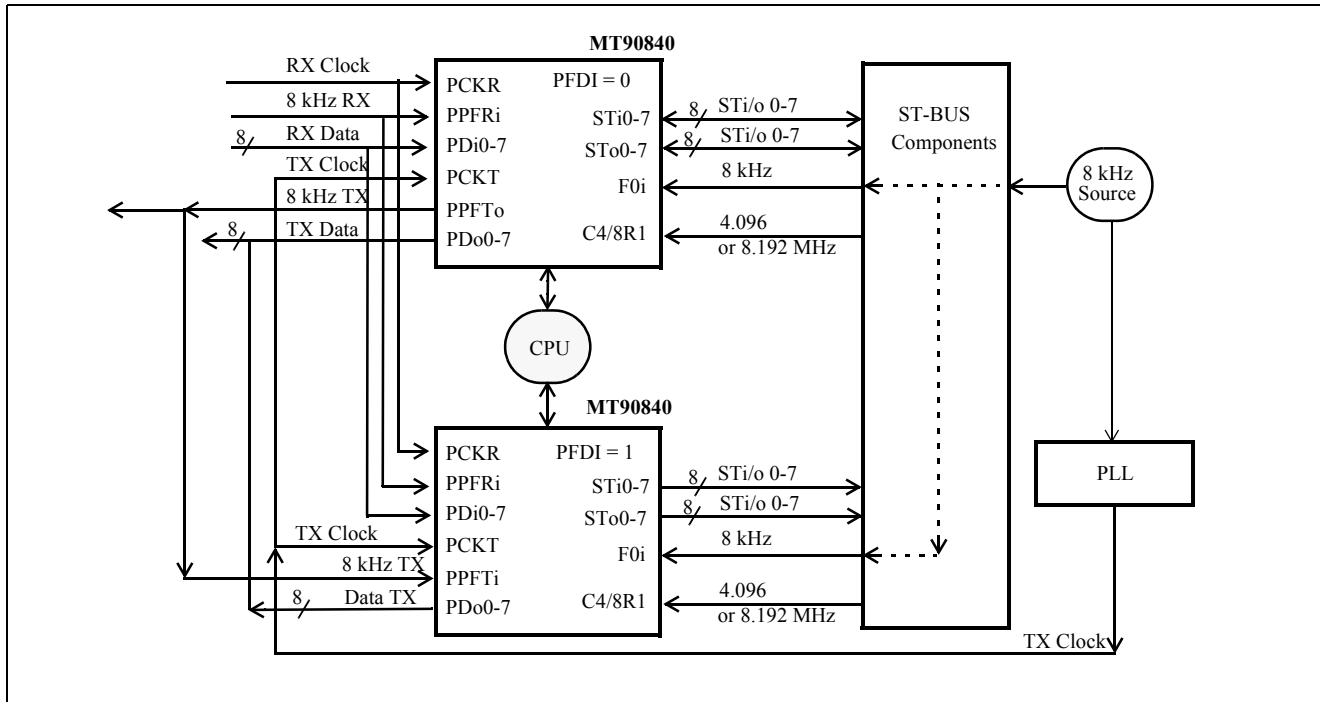 MT90840
RX Clock
8 kHz RX
8 RX Data
TX Clock
8 kHz TX
8 TX Data
PCKR
PPFRi
PDi0-7
PCKT
PPFTo
PDo0-7
PFDI = 0
STi0-7
STo0-7
F0i
C4/8R1
8 STi/o 0-7
8 STi/o 0-7
8 kHz
4.096
or 8.192 MHz
ST-BUS
Components
8 kHz
Source
CPU
MT90840
TX Clock
8 kHz TX
8 Data TX
PCKR
PPFRi
PDi0-7
PCKT
PPFTi
PDo0-7
PFDI = 1
STi0-7
STo0-7
F0i
C4/8R1
8 STi/o 0-7
8 STi/o 0-7
8 kHz
4.096
or 8.192 MHz
PLL
TX Clock